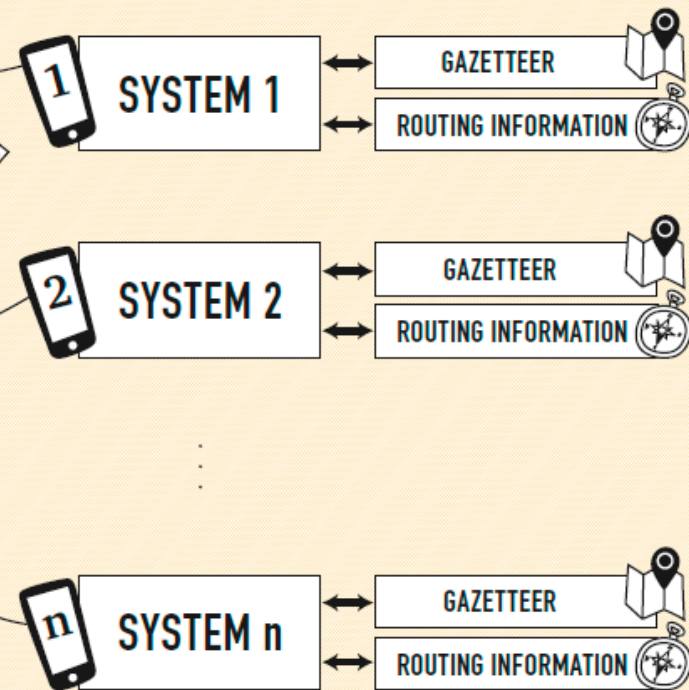 1
SYSTEM 1
GAZETTEER
ROUTING INFORMATION
2
SYSTEM 2
GAZETTEER
ROUTING INFORMATION
n
SYSTEM n
GAZETTEER
ROUTING INFORMATION